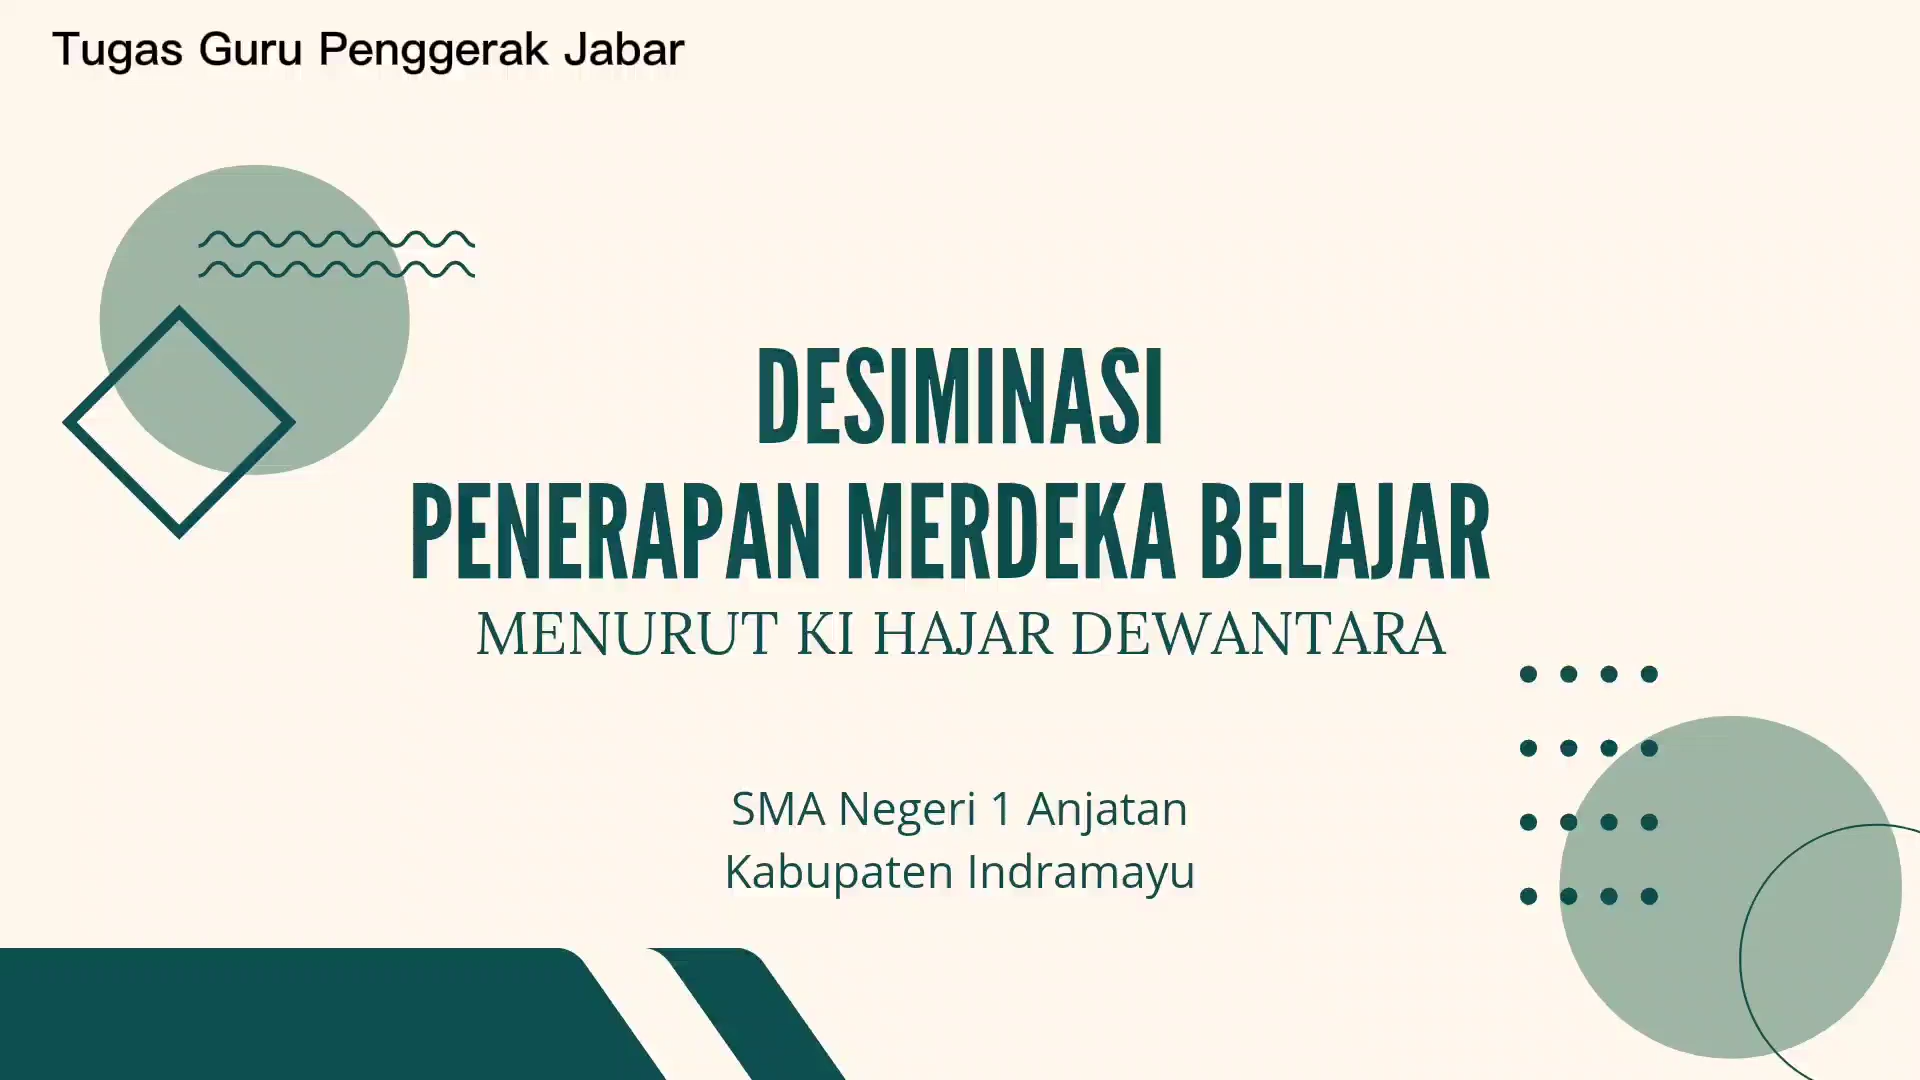 Tugas Guru Penggerak Jabar
DESIMINASI
PENERAPAN MERDEKA BELAJAR
MENURUT KI HAJAR DEWANTARA
SMA Negeri 1 Anjatan
Kabupaten Indramayu